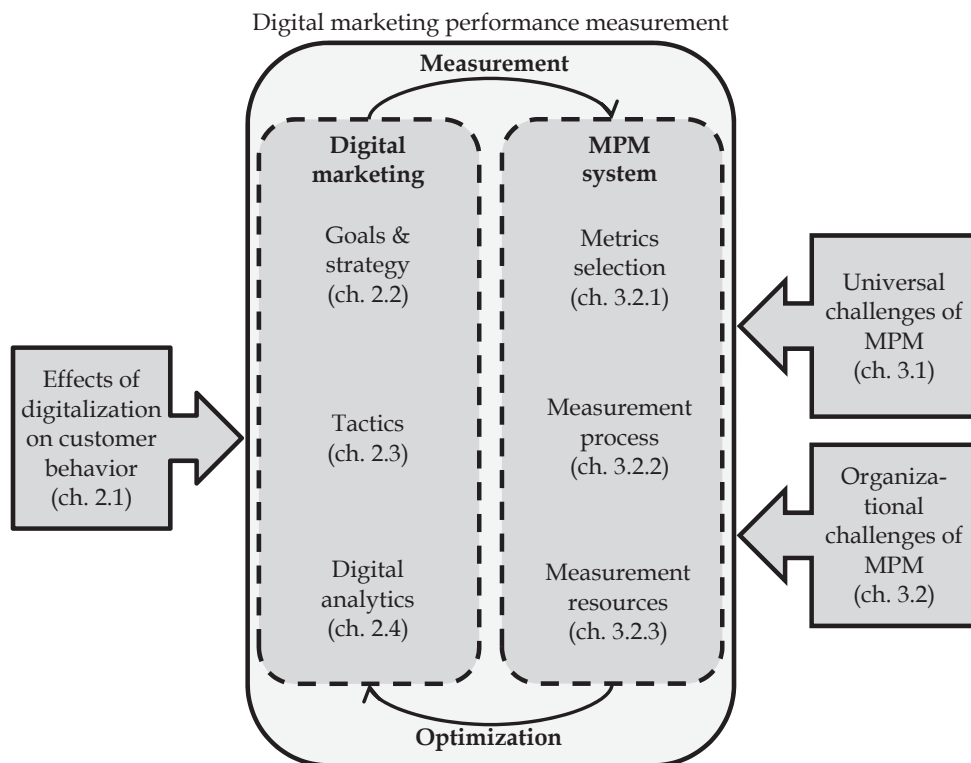 Digital marketing performance measurement
Measurement
Digital
marketing
Goals &
strategy
(ch. 2.2)
Tactics
(ch. 2.3)
Digital
analytics
(ch. 2.4)
MPM
system
Metrics
selection
(ch. 3.2.1)
Measurement
process
(ch. 3.2.2)
Measurement
resources
(ch. 3.2.3)
Optimization
Effects of
digitalization
on customer
behavior
(ch. 2.1)
Universal
challenges of
MPM
(ch. 3.1)
Organiza-
tional
challenges of
MPM
(ch. 3.2)